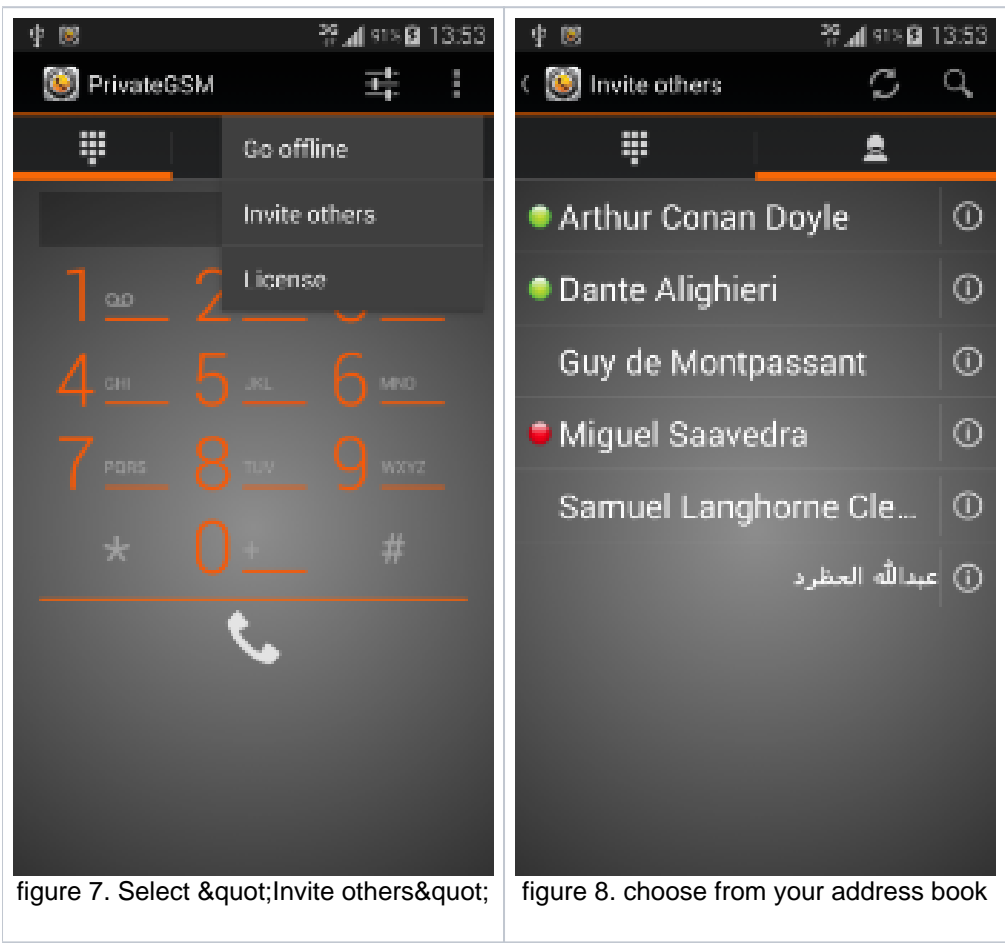 91% 13:53
PrivateGSM
Go offline
Invite others
License
1 2
4 GHI 5 JKL 6 MNO
7 PQRS 8 TUV 9 WXYZ
* 0 + #
figure 7. Select &quot;Invite others&quot;
91% 13:53
Invite others
Arthur Conan Doyle
Dante Alighieri
Guy de Montpassant
Miguel Saavedra
Samuel Langhorne Cle...
عبدالله الحظرد
figure 8. choose from your address book